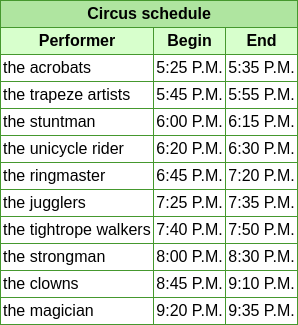 Circus schedule
Performer Begin End
the acrobats 5:25 P.M. 5:35 P.M.
the trapeze artists 5:45 P.M. 5:55 P.M.
the stuntman 6:00 P.M. 6:15 P.M.
the unicycle rider 6:20 P.M. 6:30 P.M.
the ringmaster 6:45 P.M. 7:20 P.M.
the jugglers 7:25 P.M. 7:35 P.M.
the tightrope walkers 7:40 P.M. 7:50 P.M.
the strongman 8:00 P.M. 8:30 P.M.
the clowns 8:45 P.M. 9:10 P.M.
the magician 9:20 P.M. 9:35 P.M.